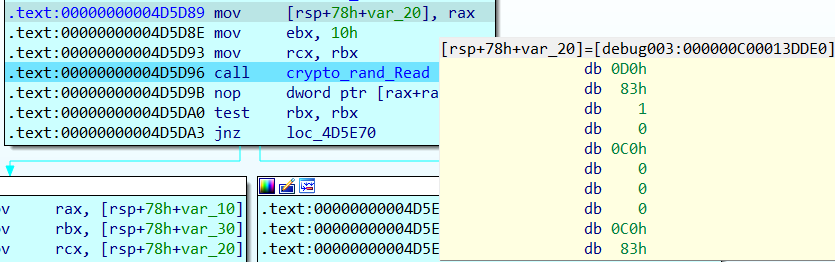 .text:00000000004D5D89 mov [rsp+78h+var_20], rax
.text:00000000004D5D8E mov ebx, 10h
.text:00000000004D5D93 mov rcx, rbx
.text:00000000004D5D96 call crypto_rand_Read
.text:00000000004D5D9B nop dword ptr [rax+ra
.text:00000000004D5DA0 test rbx, rbx
.text:00000000004D5DA3 jnz loc_4D5E70
[rsp+78h+var_20]=[debug003:000000C00013DDE0]
db 0D0h
db 83h
db 1
db 0
db 0C0h
db 0
db 0
db 0
db 0C0h
db 83h
ov rax, [rsp+78h+var_10]
ov rbx, [rsp+78h+var_30]
ov rcx, [rsp+78h+var_20]
.text:00000000004D5E
.text:00000000004D5E
.text:00000000004D5E